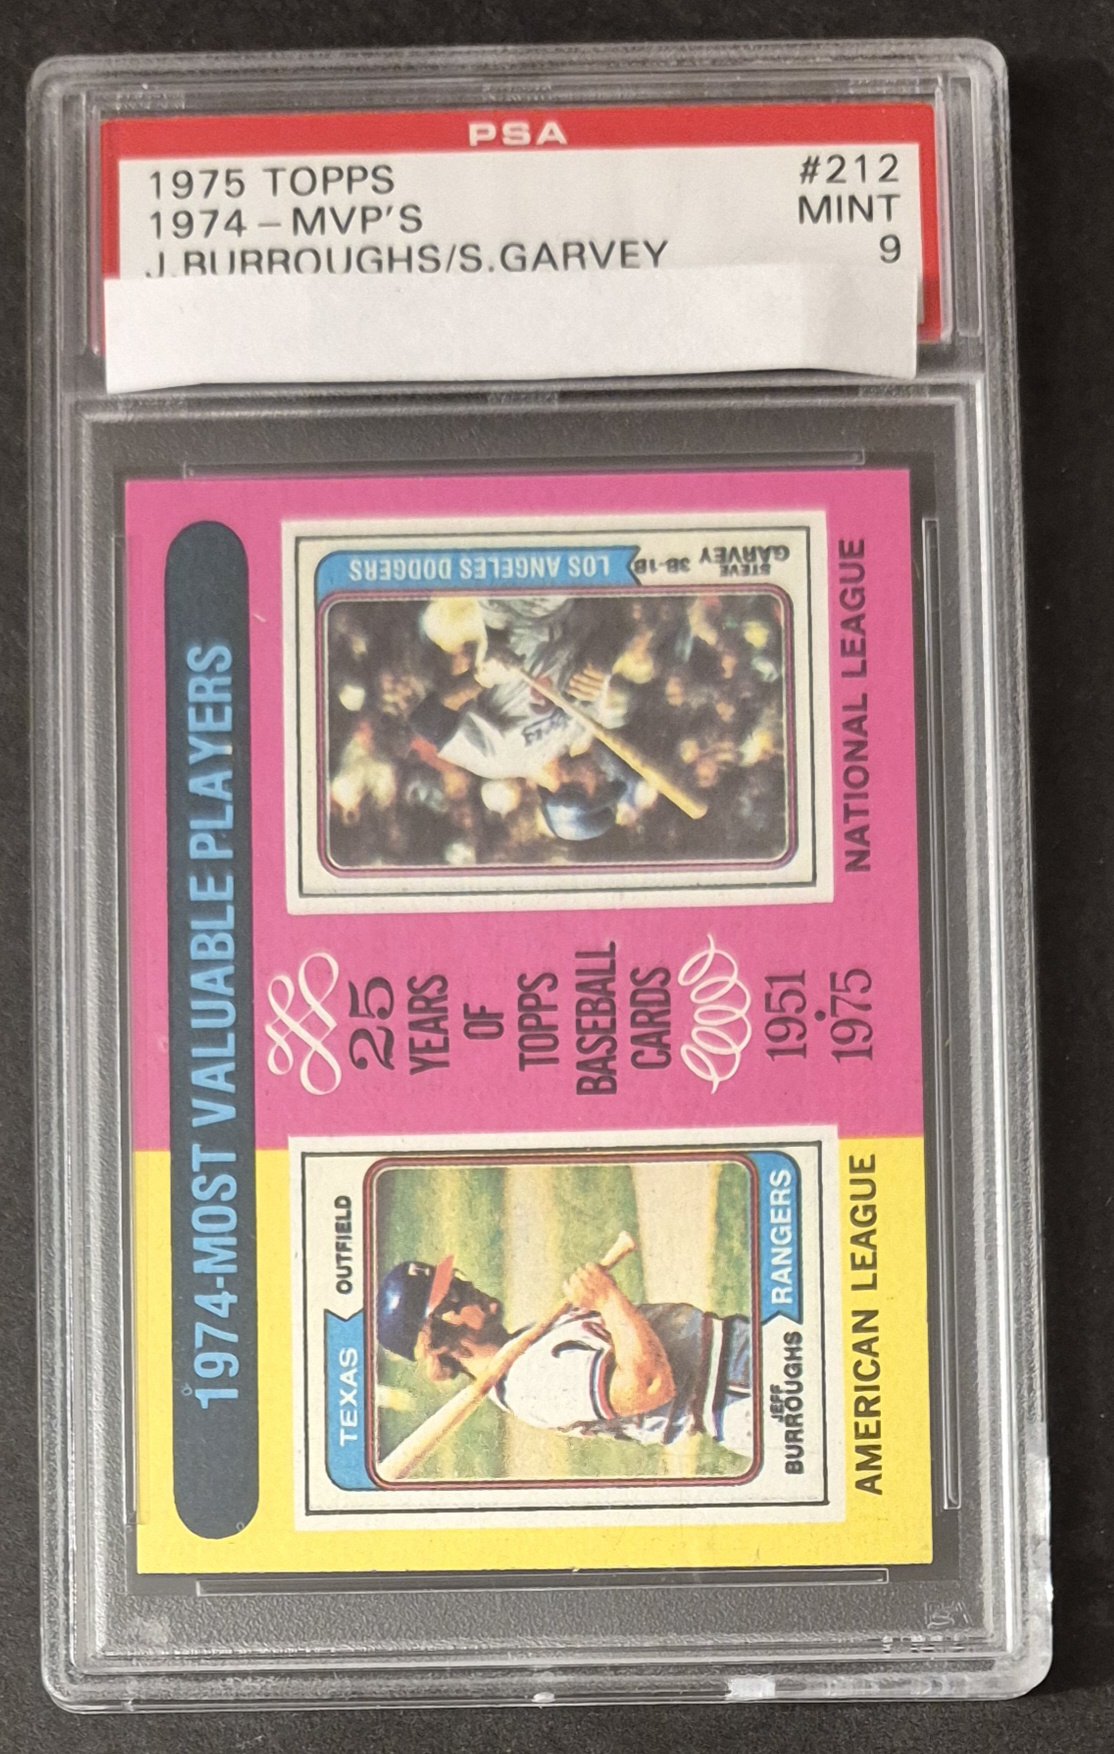 PSA
1975 TOPPS #212
1974 - MVP'S MINT
J.BURROUGHS/S.GARVEY 9
1974-MOST VALUABLE PLAYERS
TEXAS OUTFIELD
JEFF
BURROUGHS RANGERS
AMERICAN LEAGUE
25
YEARS
OF
TOPPS
BASEBALL
CARDS
1951
•
1975
STEVE
GARVEY 3B-1B LOS ANGELES DODGERS
NATIONAL LEAGUE